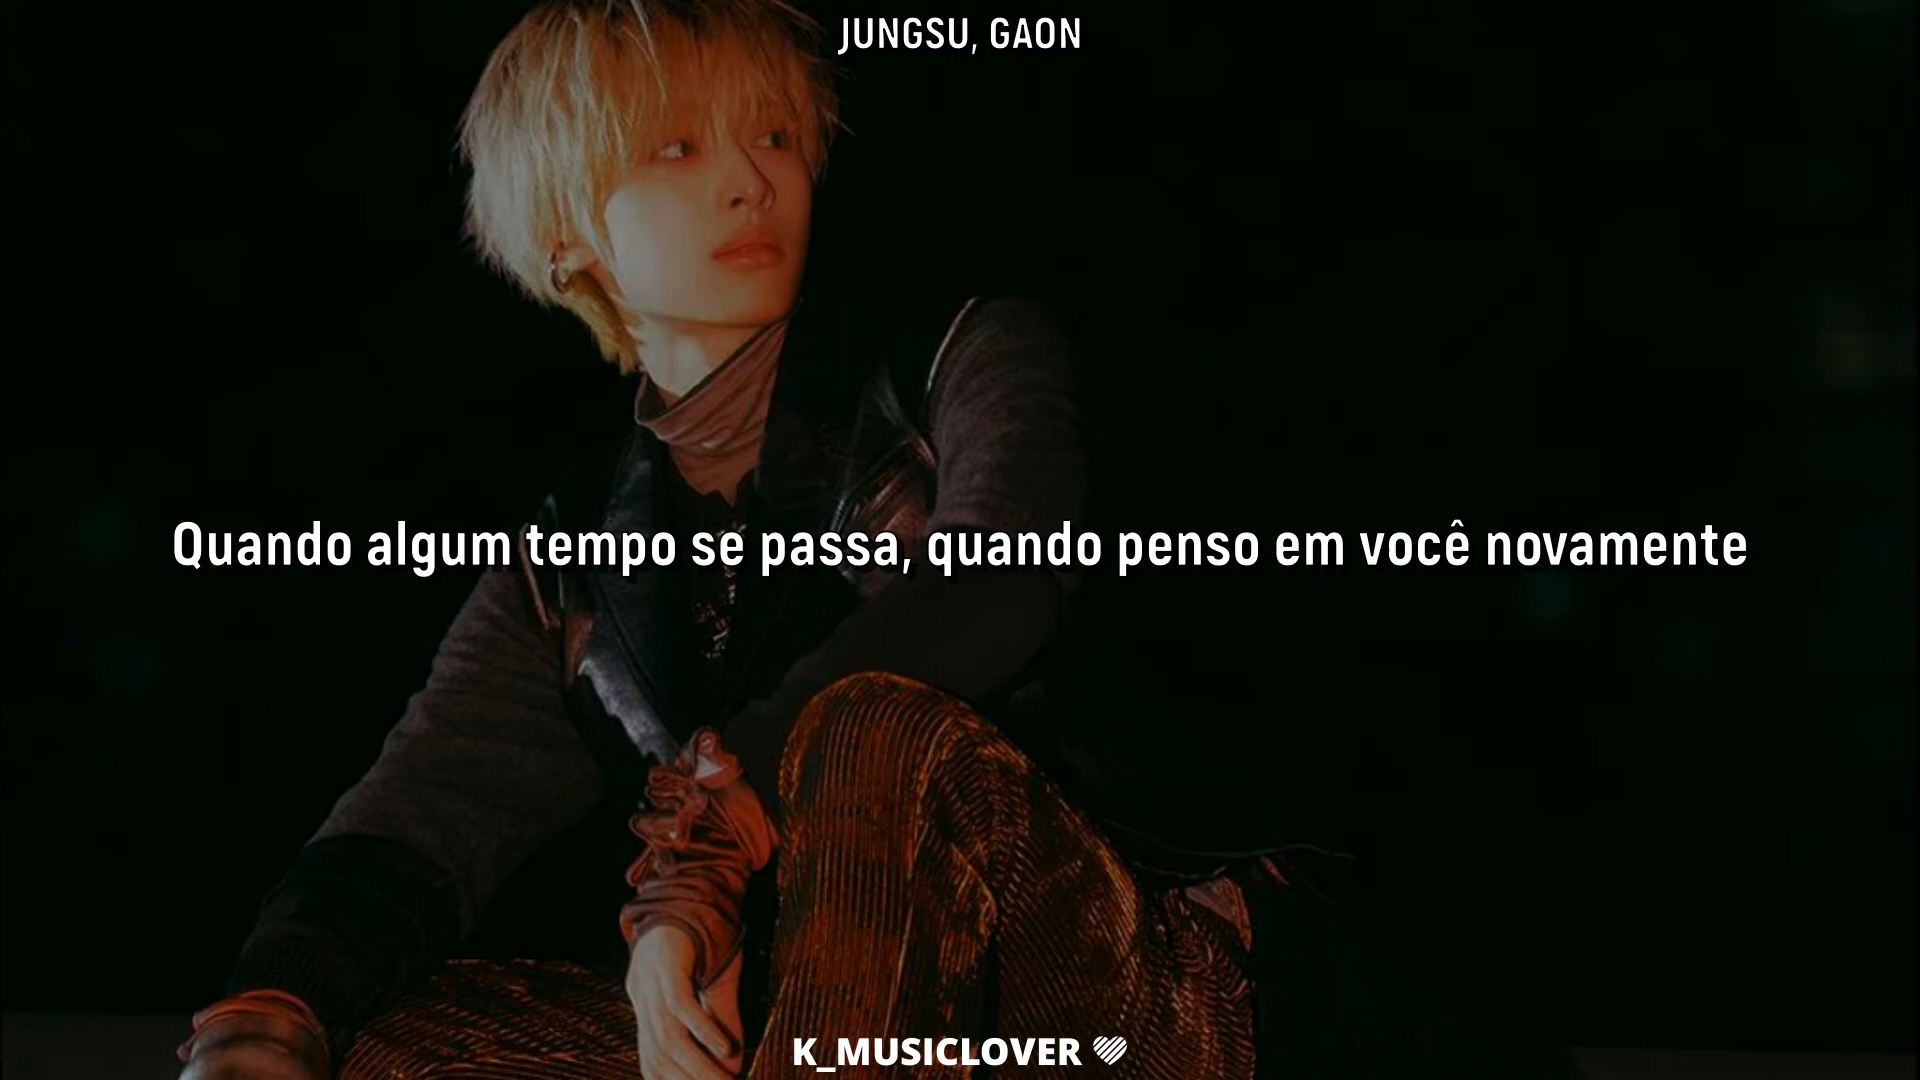 JUNGSU, GAON
Quando algum tempo se passa, quando penso em você novamente
K_MUSICLOVER